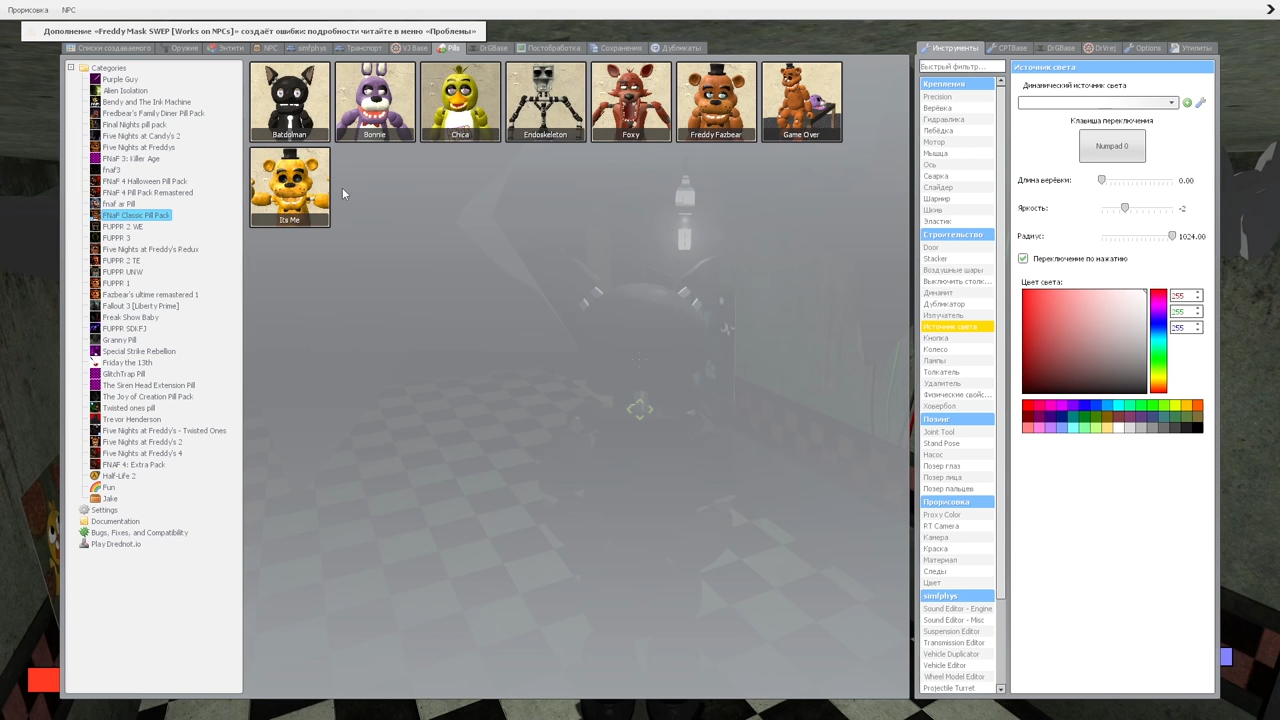 Прорисовка NPC
Дополнение «Freddy Mask SWEP [Works on NPCs]» создаёт ошибки: подробности читайте в меню «Проблемы»
Списки создаваемого Оружие Энтити NPC simfphys Транспорт VJ Base Pills DrGBase Постобработка Сохранения Дубликаты
Categories
Purple Guy
Alien Isolation
Bendy and The Ink Machine
Fredbear's Family Diner Pill Pack
Final Nights pill pack
Five Nights at Candy's 2
Five Nights at Freddys
FNaF 3: Killer Age
fnaf3
FNAF 4 Halloween Pill Pack
FNAF 4 Pill Pack Remastered
fnaf ar Pill
FNaF Classic Pill Pack
FUPPR 2 WE
FUPPR 3
Five Nights at Freddy's Redux
FUPPR 2 TE
FUPPR UNW
FUPPR 1
Fazbear's ultime remastered 1
Fallout 3 [Liberty Prime]
Freak Show Baby
FUPPR SDI.FJ
Granny Pill
Special Strike Rebellion
Friday the 13th
GlitchTrap Pill
The Siren Head Extension Pill
The Joy of Creation Pill Pack
Twisted ones pill
Trevor Henderson
Five Nights at Freddy's - Twisted Ones
Five Nights at Freddy's 2
Five Nights at Freddy's 4
FNAF 4: Extra Pack
Half-Life 2
Fun
Jake
Settings
Documentation
Bugs, Fixes, and Compatibility
Play Drednot.io
Batdolman Bonnie Chica Endoskeleton Foxy Freddy Fazbear Game Over
Its Me
Инструменты CPTBase DrGBase DrVrej Options Утилиты
Быстрый фильтр...
Крепления
Precision
Верёвка
Гидравлика
Лебёдка
Мотор
Мышца
Ось
Сварка
Слайдер
Шарнир
Шкив
Эластик
Строительство
Door
Stacker
Воздушные шары
Выключить столк...
Динамит
Дубликатор
Излучатель
Источник света
Кнопка
Колесо
Лампы
Толкатель
Удалитель
Физические свойс...
Ховербол
Позинг
Joint Tool
Stand Pose
Насос
Позер глаз
Позер лица
Позер пальцев
Прорисовка
Proxy Color
RT Camera
Камера
Краска
Материал
Следы
Цвет
simfphys
Sound Editor - Engine
Sound Editor - Misc
Suspension Editor
Transmission Editor
Vehicle Duplicator
Vehicle Editor
Wheel Model Editor
Projectile Turret
Источник света
Динамический источник света
Клавиша переключения
Numpad 0
Длина верёвки: 0.00
Яркость: -2
Радиус: 1024.00
Переключение по нажатию
Цвет света:
255
255
255